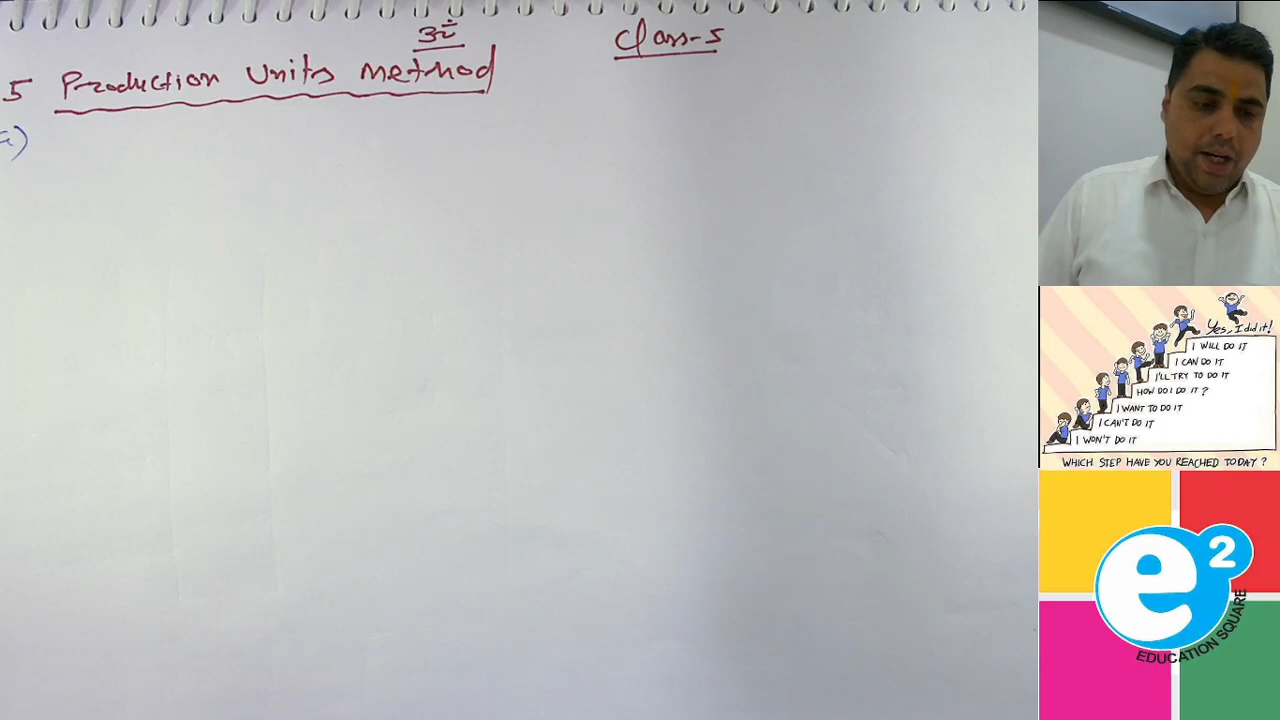 ૐ
Class-5
5 Production Units Method
a)
Yes, I did it!
I WILL DO IT
I CAN DO IT
I'LL TRY TO DO IT
HOW DO I DO IT ?
I WANT TO DO IT
I CAN'T DO IT
I WON'T DO IT
WHICH STEP HAVE YOU REACHED TODAY ?
e2
EDUCATION SQUARE